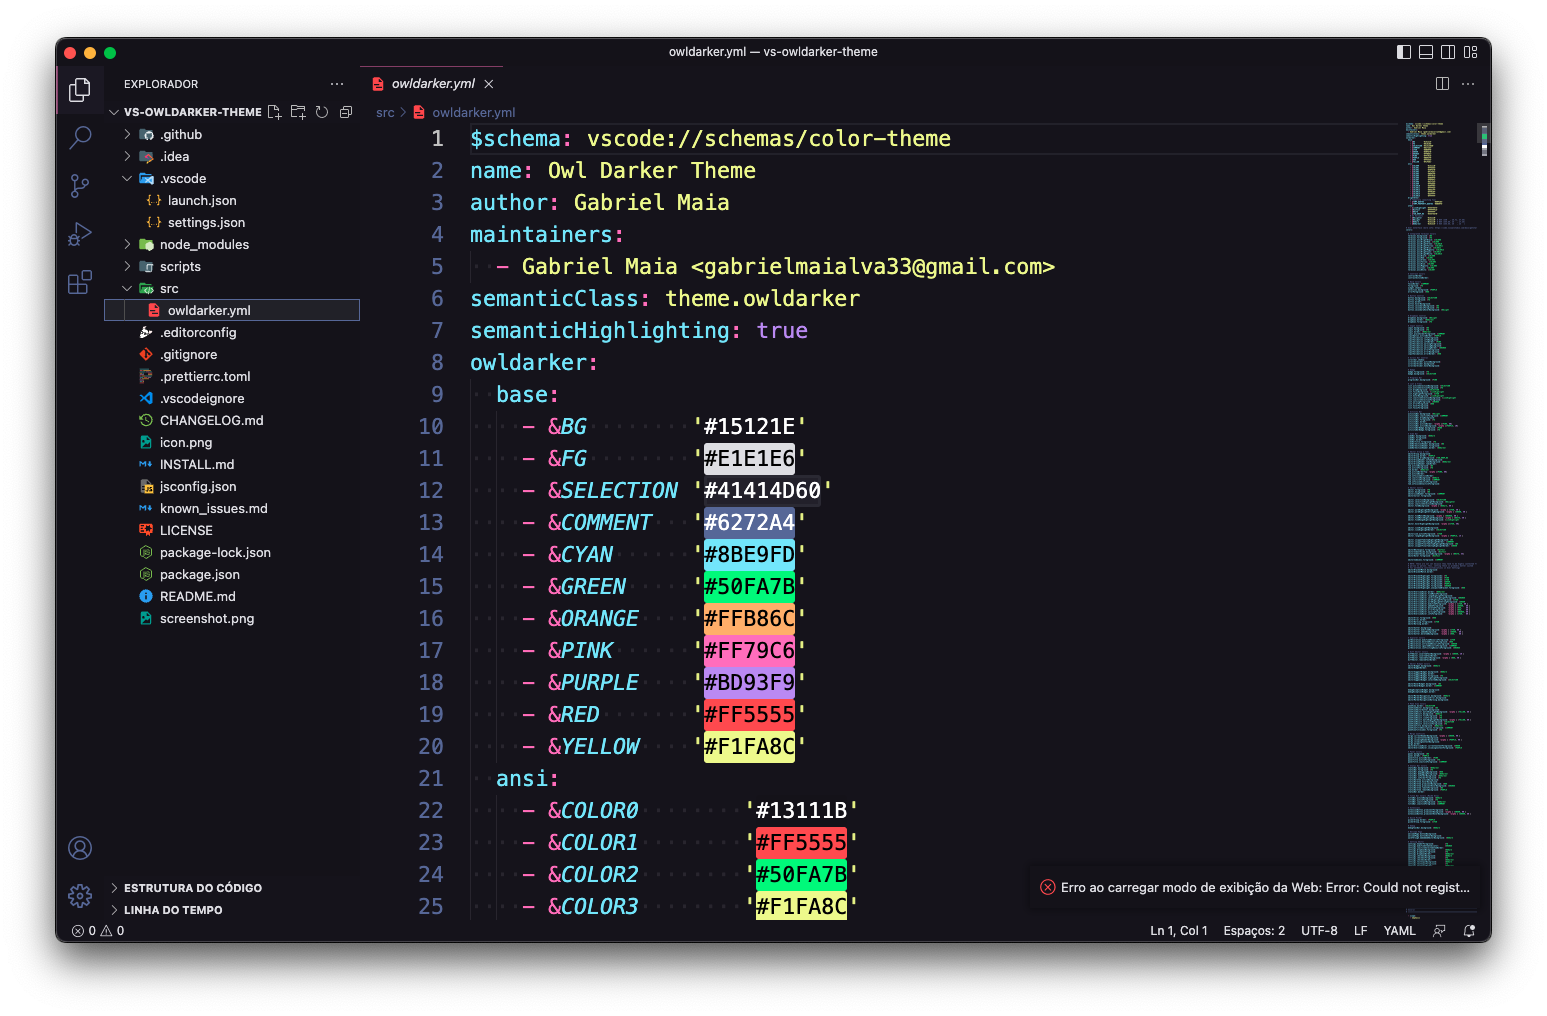 owldarker.yml — vs-owldarker-theme
EXPLORADOR
VS-OWLDARKER-THEME
.github
.idea
.vscode
launch.json
settings.json
node_modules
scripts
src
owldarker.yml
.editorconfig
.gitignore
.prettierrc.toml
.vscodeignore
CHANGELOG.md
icon.png
INSTALL.md
jsconfig.json
known_issues.md
LICENSE
package-lock.json
package.json
README.md
screenshot.png
ESTRUTURA DO CÓDIGO
LINHA DO TEMPO
owldarker.yml
src > owldarker.yml
1 $schema: vscode://schemas/color-theme
2 name: Owl Darker Theme
3 author: Gabriel Maia
4 maintainers:
5 - Gabriel Maia <gabrielmaialva33@gmail.com>
6 semanticClass: theme.owldarker
7 semanticHighlighting: true
8 owldarker:
9 base:
10 - &BG '#15121E'
11 - &FG '#E1E1E6'
12 - &SELECTION '#41414D60'
13 - &COMMENT '#6272A4'
14 - &CYAN '#8BE9FD'
15 - &GREEN '#50FA7B'
16 - &ORANGE '#FFB86C'
17 - &PINK '#FF79C6'
18 - &PURPLE '#BD93F9'
19 - &RED '#FF5555'
20 - &YELLOW '#F1FA8C'
21 ansi:
22 - &COLOR0 '#13111B'
23 - &COLOR1 '#FF5555'
24 - &COLOR2 '#50FA7B'
25 - &COLOR3 '#F1FA8C'
Erro ao carregar modo de exibição da Web: Error: Could not regist...
0 0
Ln 1, Col 1 Espaços: 2 UTF-8 LF YAML